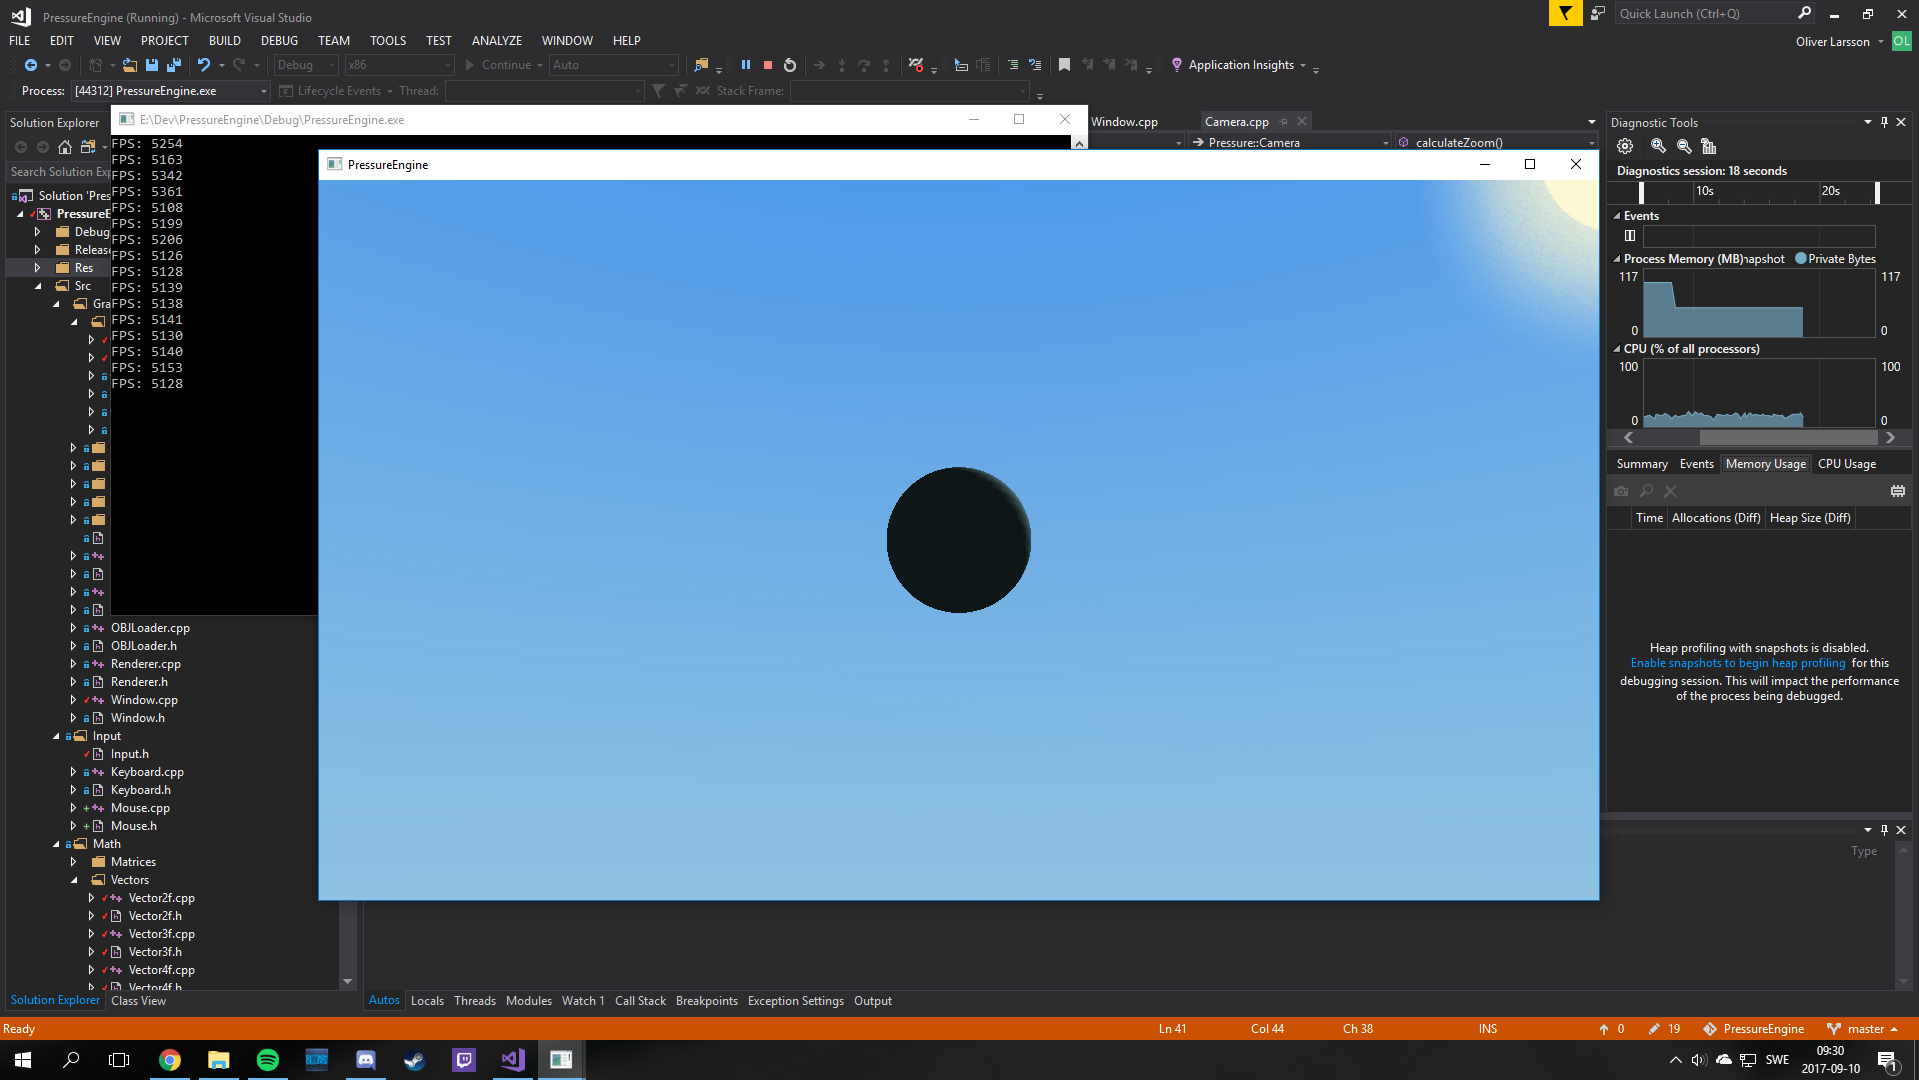 PressureEngine (Running) - Microsoft Visual Studio
Quick Launch (Ctrl+Q)
FILE EDIT VIEW PROJECT BUILD DEBUG TEAM TOOLS TEST ANALYZE WINDOW HELP
Oliver Larsson OL
Debug x86 Continue Auto Application Insights
Process: [44312] PressureEngine.exe Lifecycle Events Thread: Stack Frame:
Solution Explorer
E:\Dev\PressureEngine\Debug\PressureEngine.exe
Window.cpp Camera.cpp
Pressure::Camera calculateZoom()
Search Solution Exp
Solution 'Pres
PressureE
Debug
Release
Res
Src
Gra
FPS: 5254
FPS: 5163
FPS: 5342
FPS: 5361
FPS: 5108
FPS: 5199
FPS: 5206
FPS: 5126
FPS: 5128
FPS: 5139
FPS: 5138
FPS: 5141
FPS: 5130
FPS: 5140
FPS: 5153
FPS: 5128
PressureEngine
OBJLoader.cpp
OBJLoader.h
Renderer.cpp
Renderer.h
Window.cpp
Window.h
Input
Input.h
Keyboard.cpp
Keyboard.h
Mouse.cpp
Mouse.h
Math
Matrices
Vectors
Vector2f.cpp
Vector2f.h
Vector3f.cpp
Vector3f.h
Vector4f.cpp
Vector4f.h
Solution Explorer Class View
Diagnostic Tools
Diagnostics session: 18 seconds
10s 20s
Events
Process Memory (MB) napshot Private Bytes
117 117
0 0
CPU (% of all processors)
100 100
0 0
Summary Events Memory Usage CPU Usage
Time Allocations (Diff) Heap Size (Diff)
Heap profiling with snapshots is disabled.
Enable snapshots to begin heap profiling for this
debugging session. This will impact the performance
of the process being debugged.
Type
Autos Locals Threads Modules Watch 1 Call Stack Breakpoints Exception Settings Output
Ready Ln 41 Col 44 Ch 38 INS 0 19 PressureEngine master
SWE
09:30
2017-09-10
1